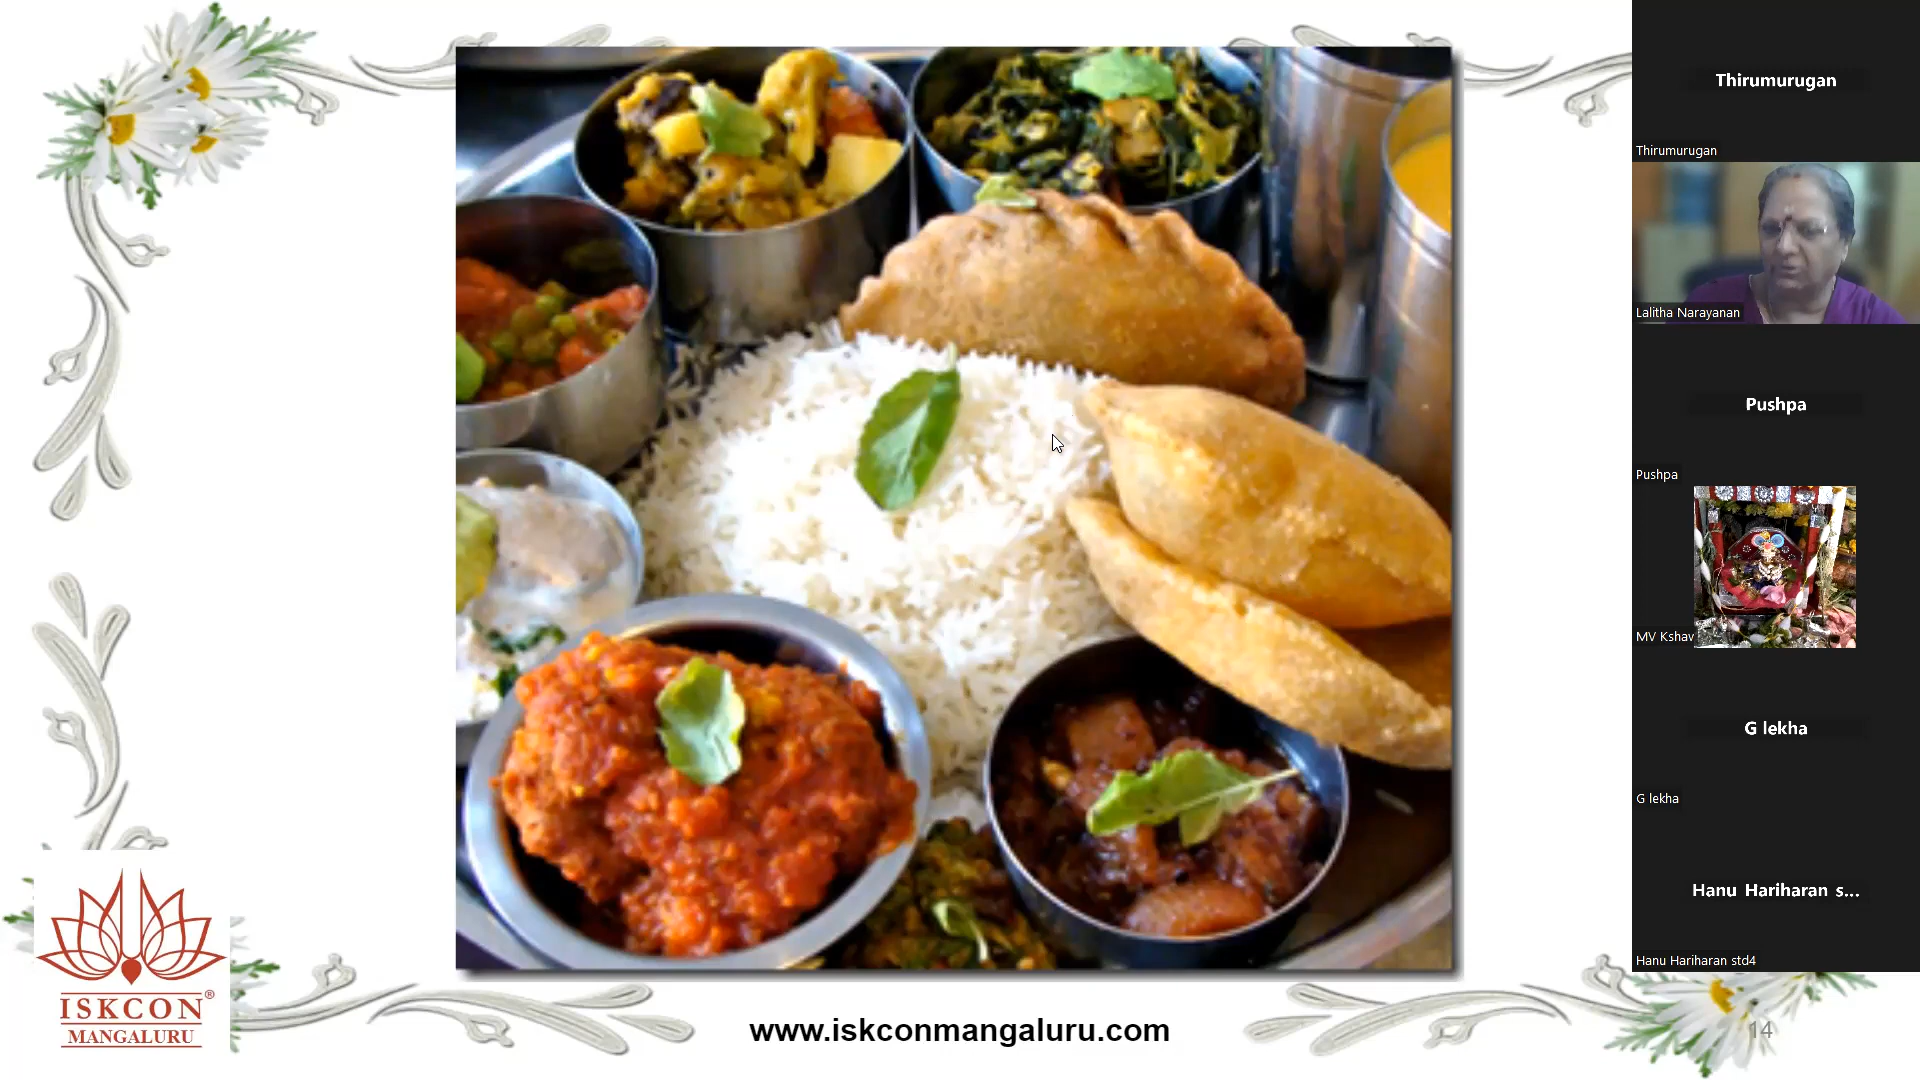 Thirumurugan
Thirumurugan
Lalitha Narayanan
Pushpa
Pushpa
MV Kshav
G lekha
G lekha
Hanu Hariharan s...
Hanu Hariharan std4
ISKCON®
MANGALURU
www.iskconmangaluru.com
14